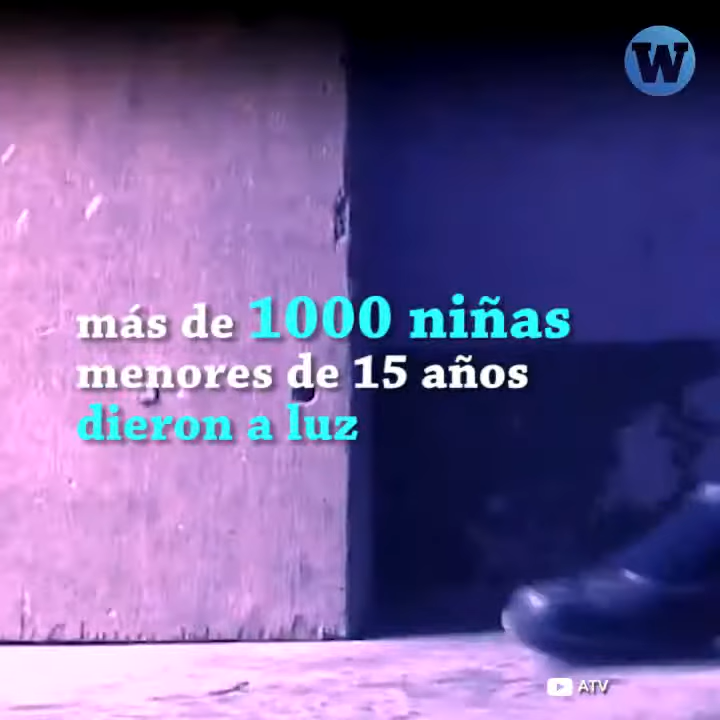 W
más de 1000 niñas
menores de 15 años
dieron a luz
ATV